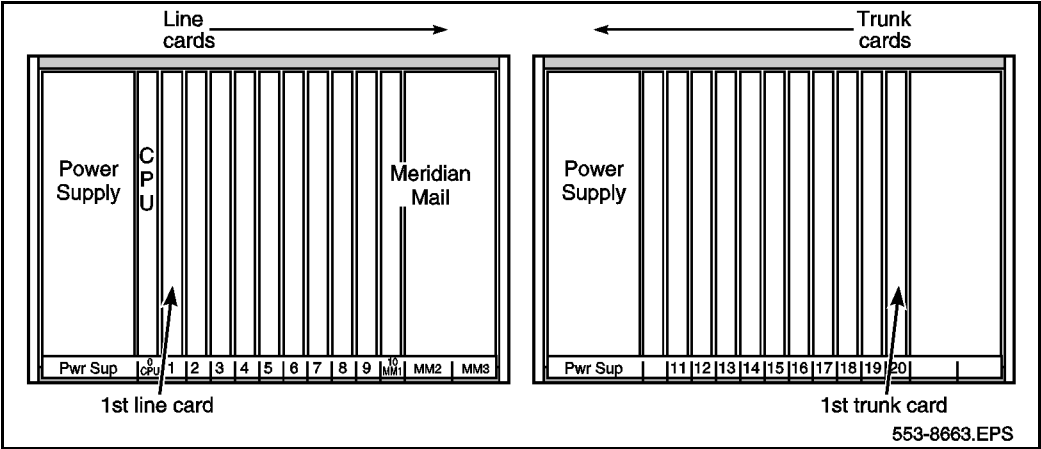 Line
cards
Trunk
cards
Power
Supply
C
P
U
Meridian
Mail
Power
Supply
Pwr Sup
0
CPU
1
2
3
4
5
6
7
8
9
10
MM1
MM2
MM3
Pwr Sup
11
12
13
14
15
16
17
18
19
20
1st line card
1st trunk card
553-8663.EPS